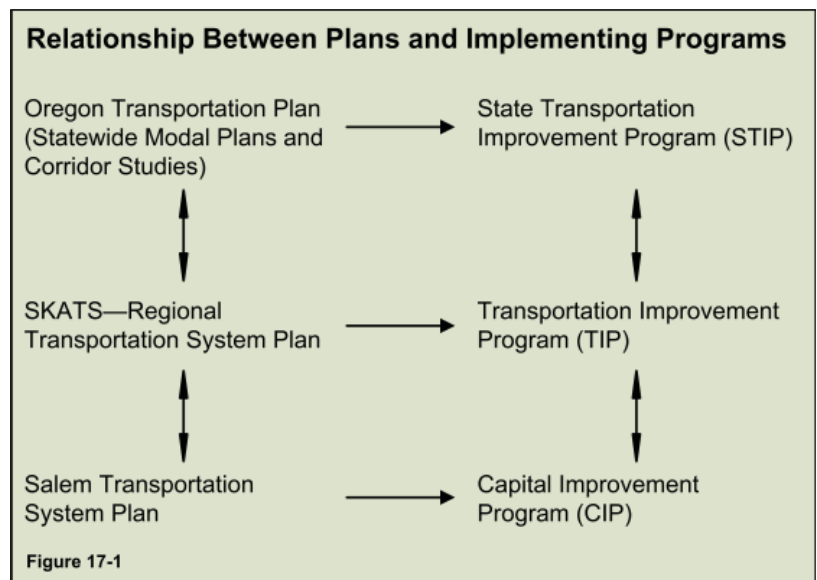 Relationship Between Plans and Implementing Programs
Oregon Transportation Plan
(Statewide Modal Plans and
Corridor Studies)
State Transportation
Improvement Program (STIP)
SKATS—Regional
Transportation System Plan
Transportation Improvement
Program (TIP)
Salem Transportation
System Plan
Capital Improvement
Program (CIP)
Figure 17-1